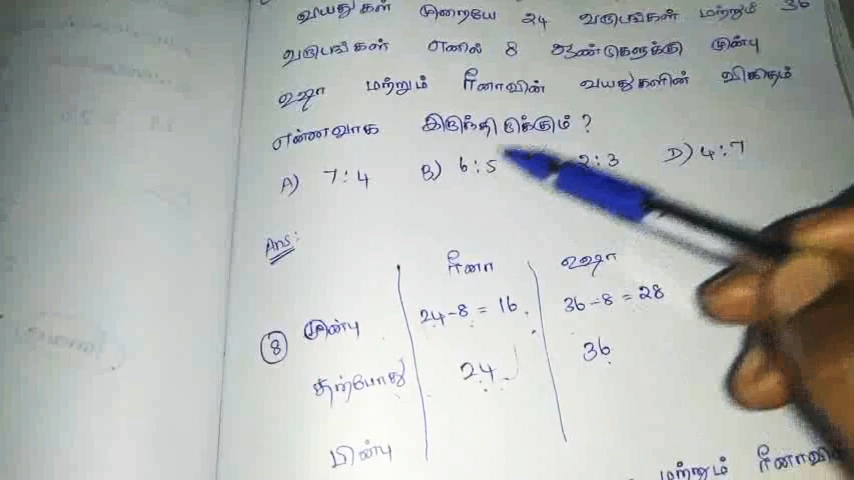 வயதுகள் முறையே 24 வருடங்கள் மற்றும் 36
வருடங்கள் எனில் 8 ஆண்டுகளுக்கு முன்பு
உஷா மற்றும் ரீனாவின் வயதுகளின் விகிதம்
என்னவாக இருந்திருக்கும்?
A) 7:4 B) 6:5 2:3 D) 4:7
Ans:
ரீனா உஷா
8 முன்பு 24-8=16 36-8=28
தற்போது 24 36
பின்பு
மற்றும் ரீனாவின்